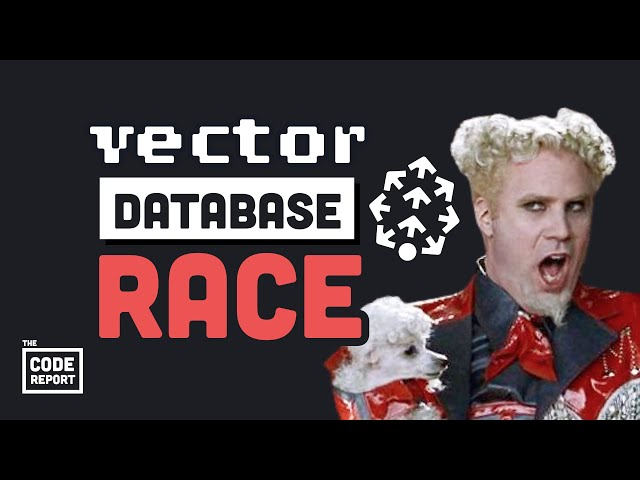 vector
DATABASE
RACE
THE
CODE
REPORT